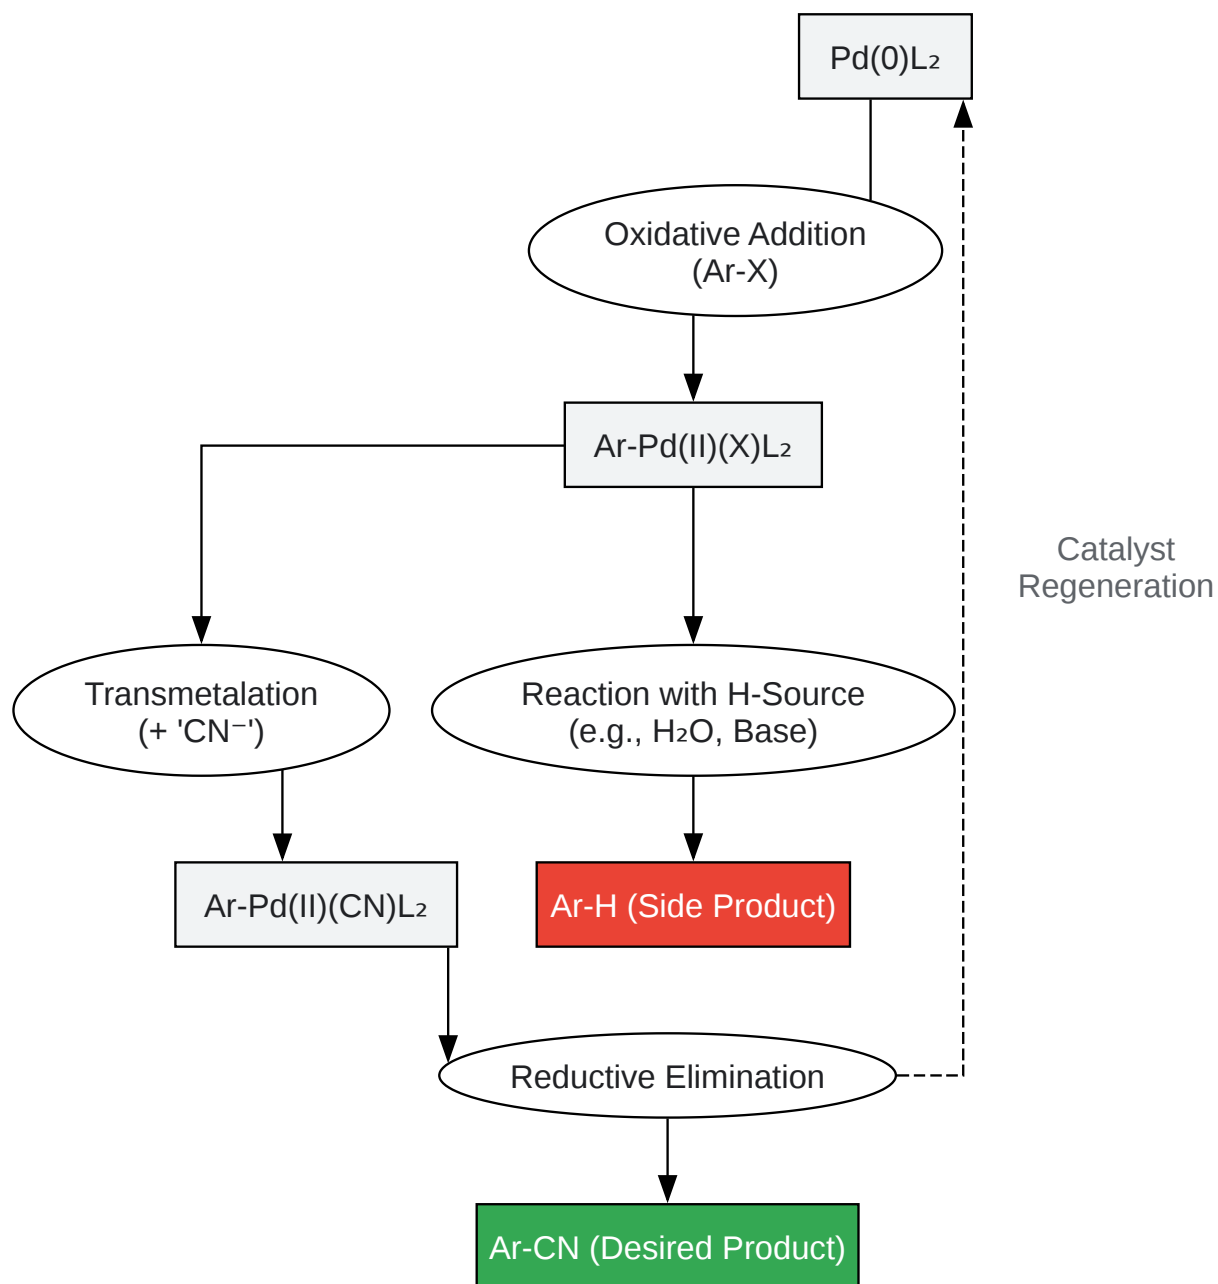 Pd(0)L₂
Oxidative Addition
(Ar-X)
Ar-Pd(II)(X)L₂
Catalyst
Regeneration
Transmetalation
(+ 'CN⁻')
Reaction with H-Source
(e.g., H₂O, Base)
Ar-Pd(II)(CN)L₂
Ar-H (Side Product)
Reductive Elimination
Ar-CN (Desired Product)